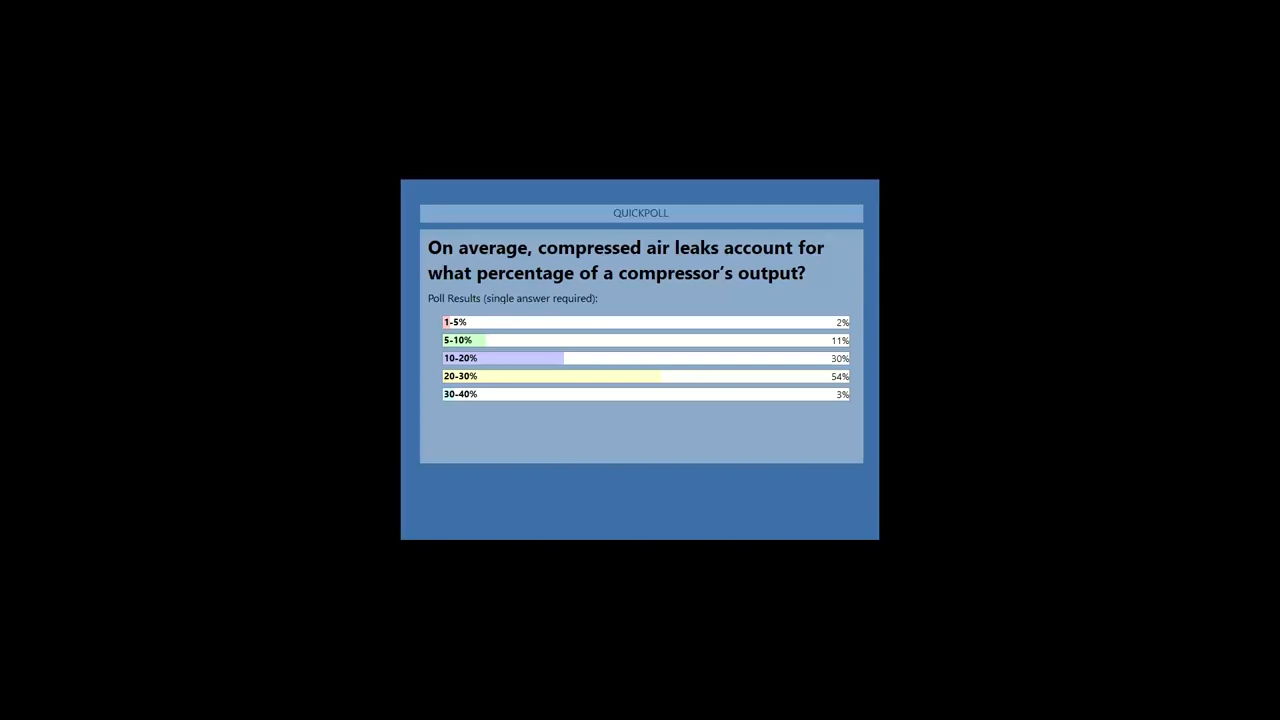 QUICKPOLL
On average, compressed air leaks account for
what percentage of a compressor’s output?
Poll Results (single answer required):
1-5% 2%
5-10% 11%
10-20% 30%
20-30% 54%
30-40% 3%